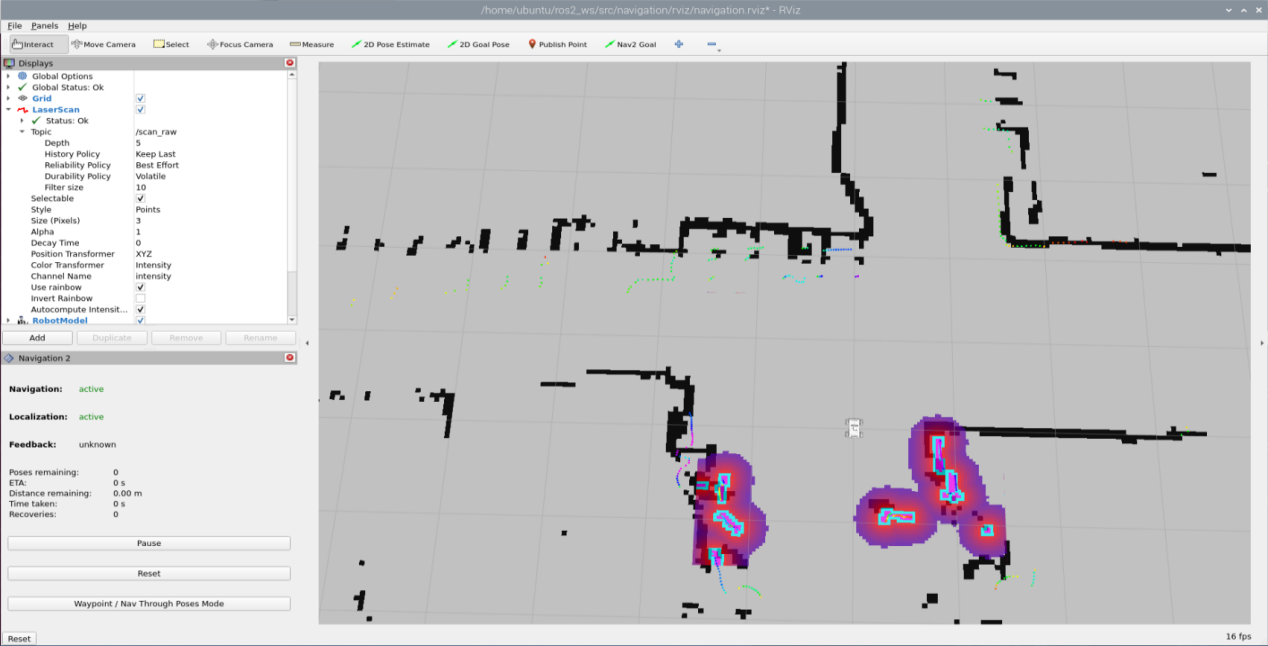 /home/ubuntu/ros2_ws/src/navigation/rviz/navigation.rviz* - RViz
File Panels Help
Interact Move Camera Select Focus Camera Measure 2D Pose Estimate 2D Goal Pose Publish Point Nav2 Goal
Displays
Global Options
Global Status: Ok
Grid
LaserScan
Status: Ok
Topic /scan_raw
Depth 5
History Policy Keep Last
Reliability Policy Best Effort
Durability Policy Volatile
Filter size 10
Selectable
Style Points
Size (Pixels) 3
Alpha 1
Decay Time 0
Position Transformer XYZ
Color Transformer Intensity
Channel Name intensity
Use rainbow
Invert Rainbow
Autocompute Intensit...
RobotModel
Add Duplicate Remove Rename
Navigation 2
Navigation: active
Localization: active
Feedback: unknown
Poses remaining: 0
ETA: 0 s
Distance remaining: 0.00 m
Time taken: 0 s
Recoveries: 0
Pause
Reset
Waypoint / Nav Through Poses Mode
Reset
16 fps